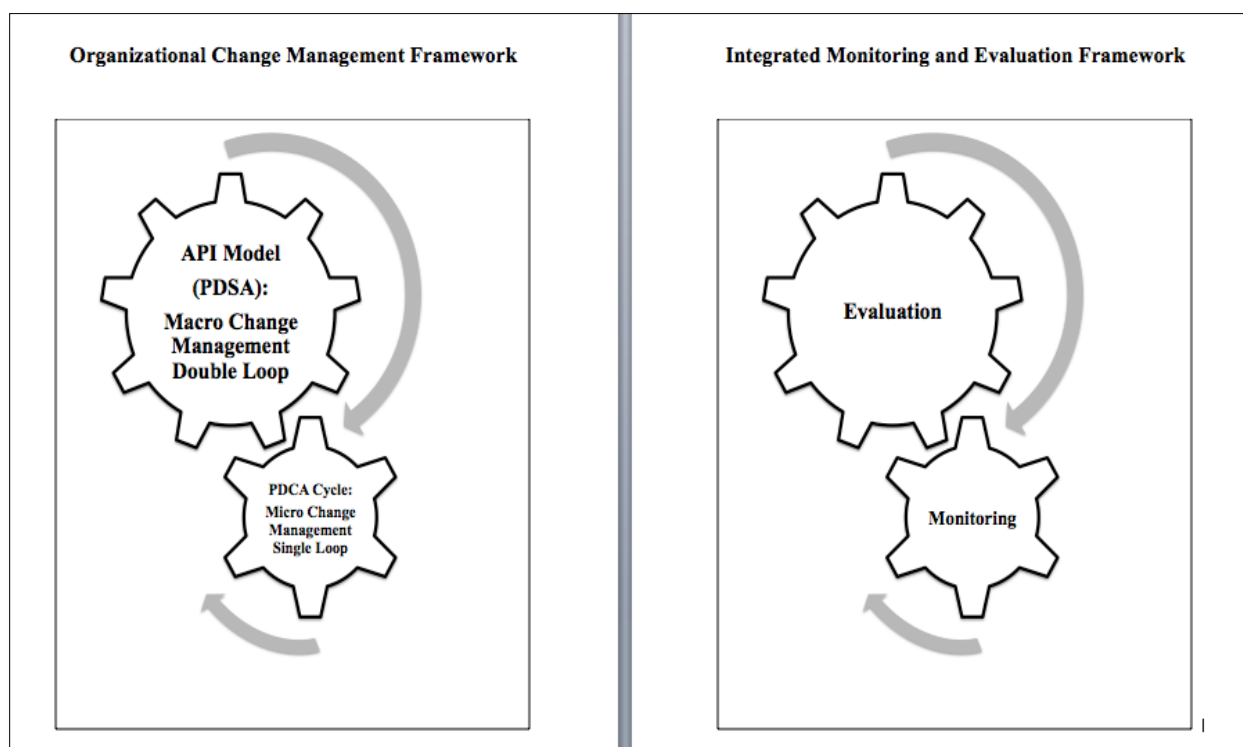 Organizational Change Management Framework
API Model
(PDSA):
Macro Change
Management
Double Loop
PDCA Cycle:
Micro Change
Management
Single Loop
Integrated Monitoring and Evaluation Framework
Evaluation
Monitoring